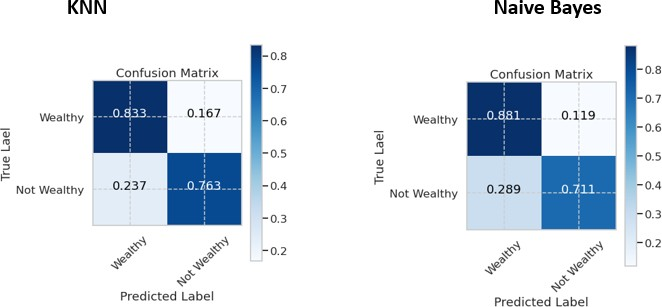 KNN
Naive Bayes
Confusion Matrix
True Lael
Wealthy
0.833
0.167
Not Wealthy
0.237
0.763
Wealthy
Not Wealthy
Predicted Label
0.8
0.7
0.6
0.5
0.4
0.3
0.2
Confusion Matrix
True Lael
Wealthy
0.881
0.119
Not Wealthy
0.289
0.711
Wealthy
Not Wealthy
Predicted Label
0.8
0.7
0.6
0.5
0.4
0.3
0.2